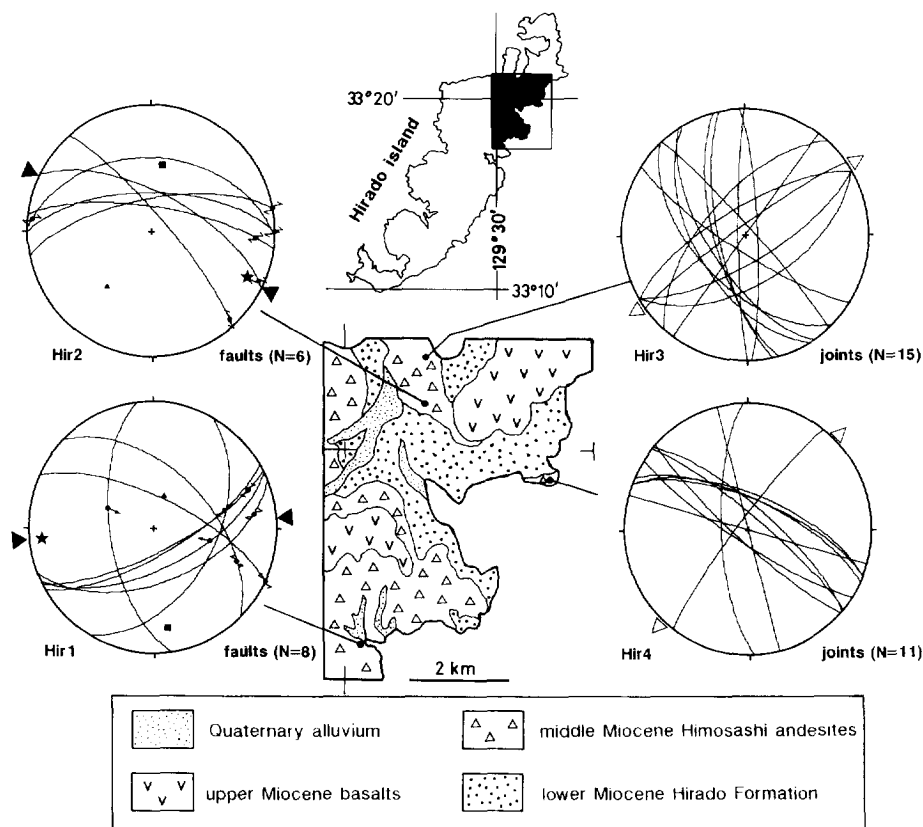 33°20'
Hirado island
129°30'
33°10'
Hir2
faults (N=6)
Hir3
joints (N=15)
Hir1
faults (N=8)
Hir4
joints (N=11)
2 km
Quaternary alluvium
middle Miocene Himosashi andesites
upper Miocene basalts
lower Miocene Hirado Formation